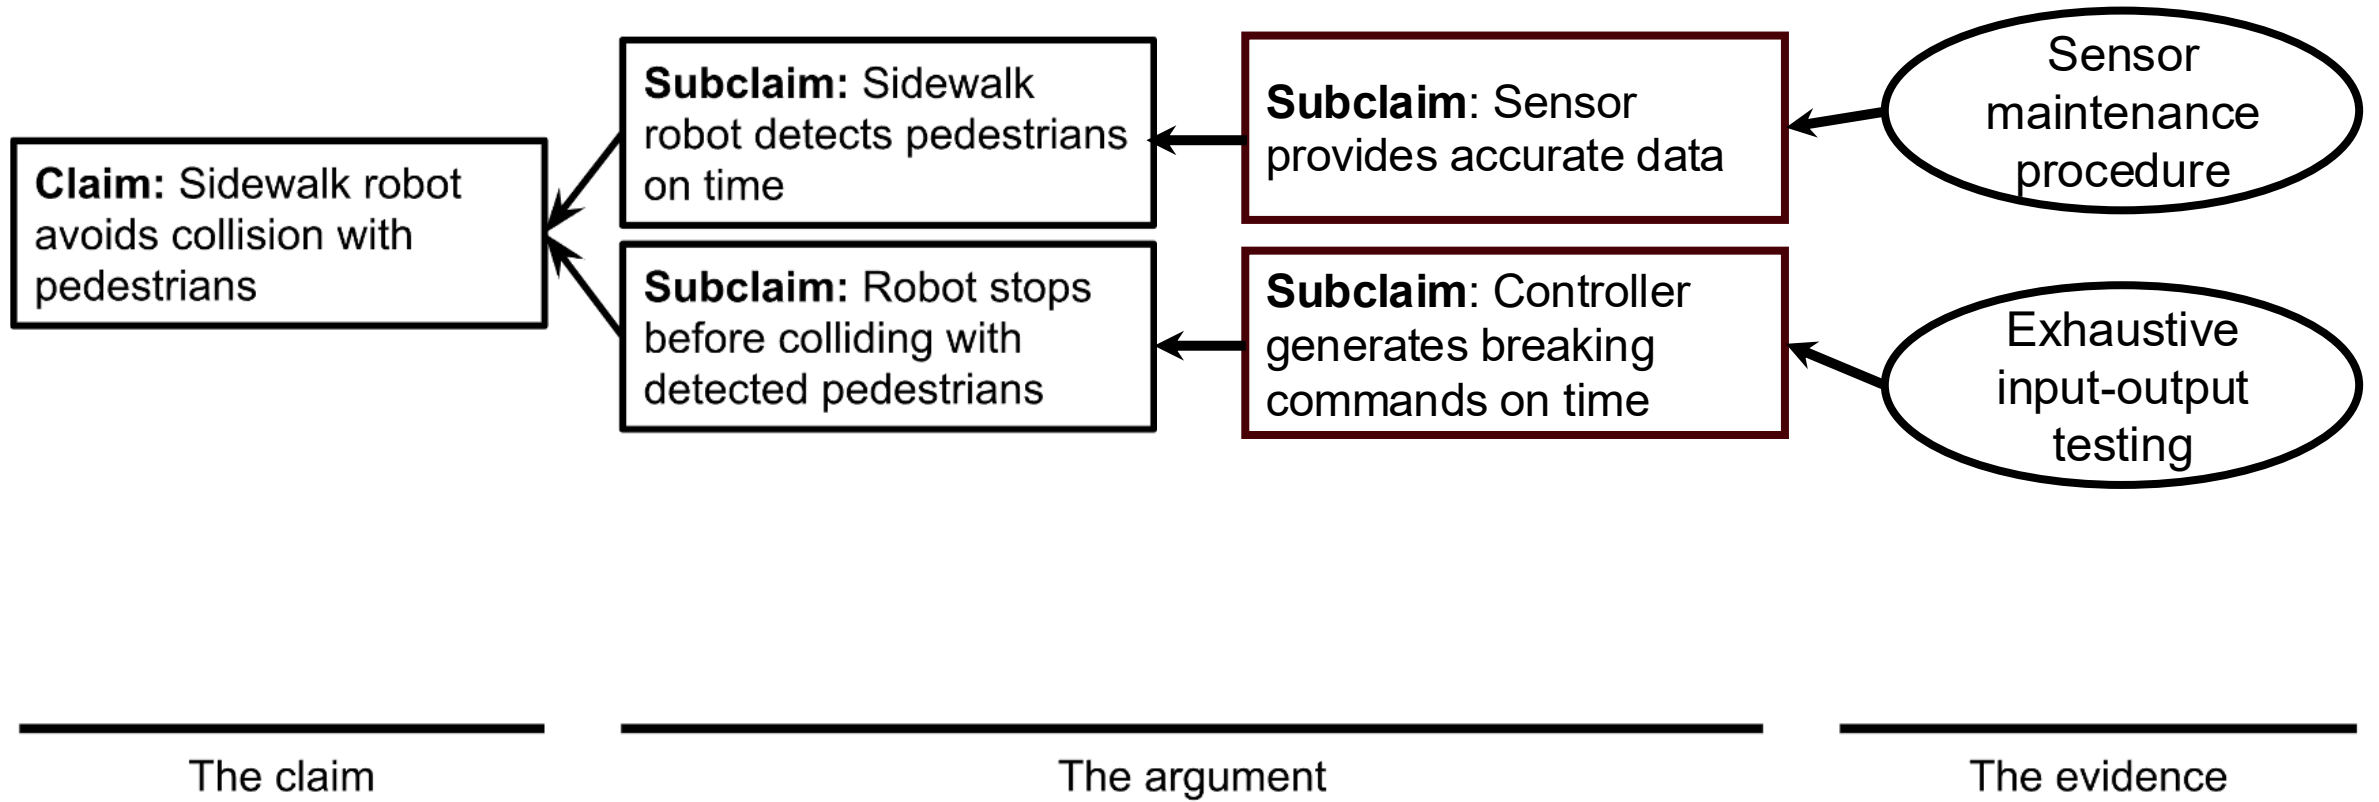 Claim: Sidewalk robot
avoids collision with
pedestrians
Subclaim: Sidewalk
robot detects pedestrians
on time
Subclaim: Robot stops
before colliding with
detected pedestrians
Subclaim: Sensor
provides accurate data
Subclaim: Controller
generates breaking
commands on time
Sensor
maintenance
procedure
Exhaustive
input-output
testing
The claim
The argument
The evidence